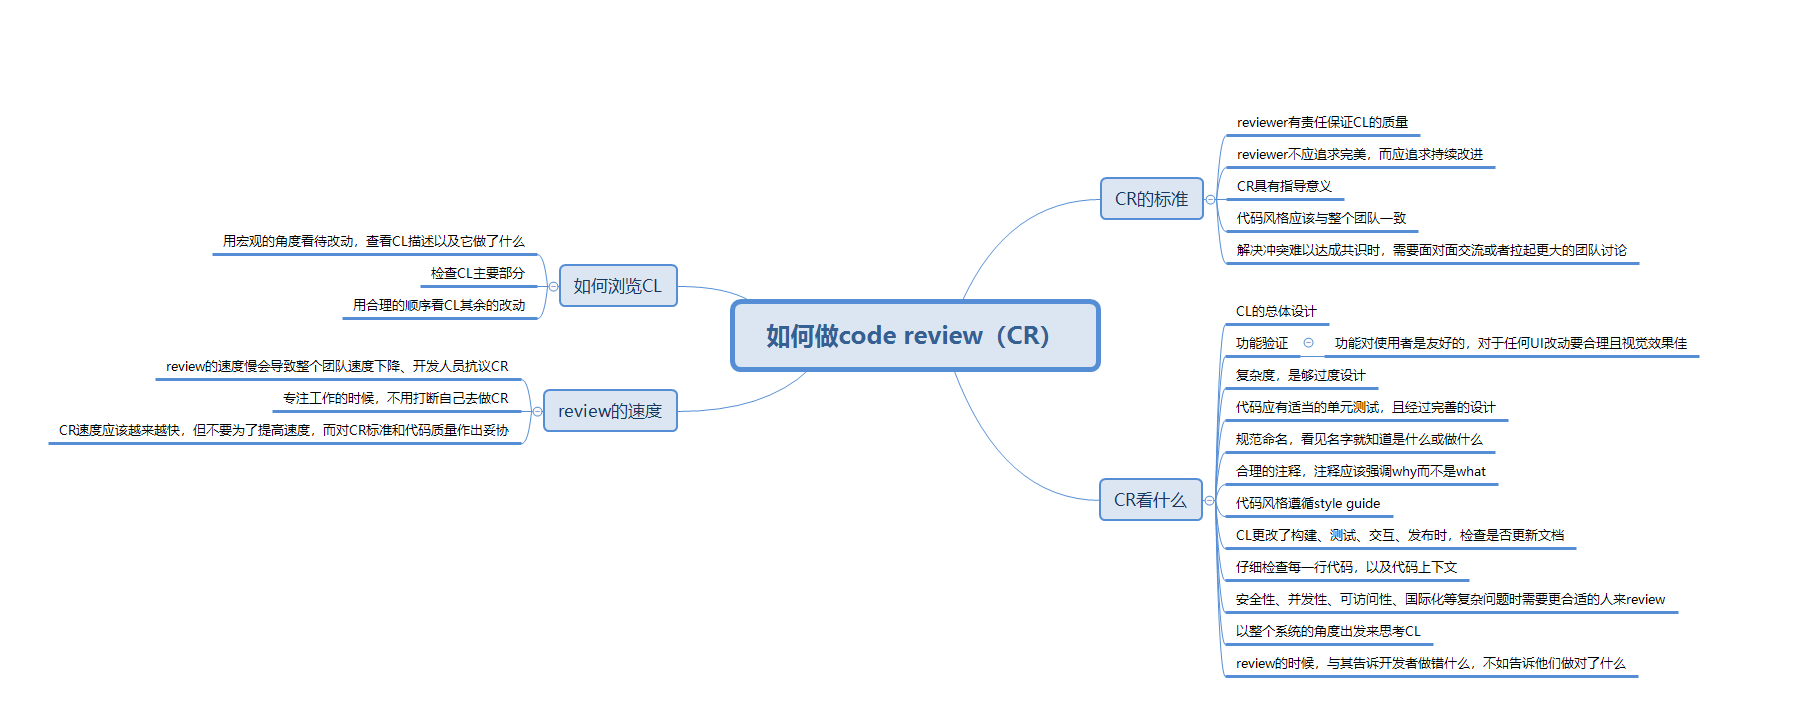 如何做code review（CR）
CR的标准
reviewer有责任保证CL的质量
reviewer不应追求完美，而应追求持续改进
CR具有指导意义
代码风格应该与整个团队一致
解决冲突难以达成共识时，需要面对面交流或者拉起更大的团队讨论
CR看什么
CL的总体设计
功能验证
功能对使用者是友好的，对于任何UI改动要合理且视觉效果佳
复杂度，是够过度设计
代码应有适当的单元测试，且经过完善的设计
规范命名，看见名字就知道是什么或做什么
合理的注释，注释应该强调why而不是what
代码风格遵循style guide
CL更改了构建、测试、交互、发布时，检查是否更新文档
仔细检查每一行代码，以及代码上下文
安全性、并发性、可访问性、国际化等复杂问题时需要更合适的人来review
以整个系统的角度出发来思考CL
review的时候，与其告诉开发者做错什么，不如告诉他们做对了什么
如何浏览CL
用宏观的角度看待改动，查看CL描述以及它做了什么
检查CL主要部分
用合理的顺序看CL其余的改动
review的速度
review的速度慢会导致整个团队速度下降、开发人员抗议CR
专注工作的时候，不用打断自己去做CR
CR速度应该越来越快，但不要为了提高速度，而对CR标准和代码质量作出妥协